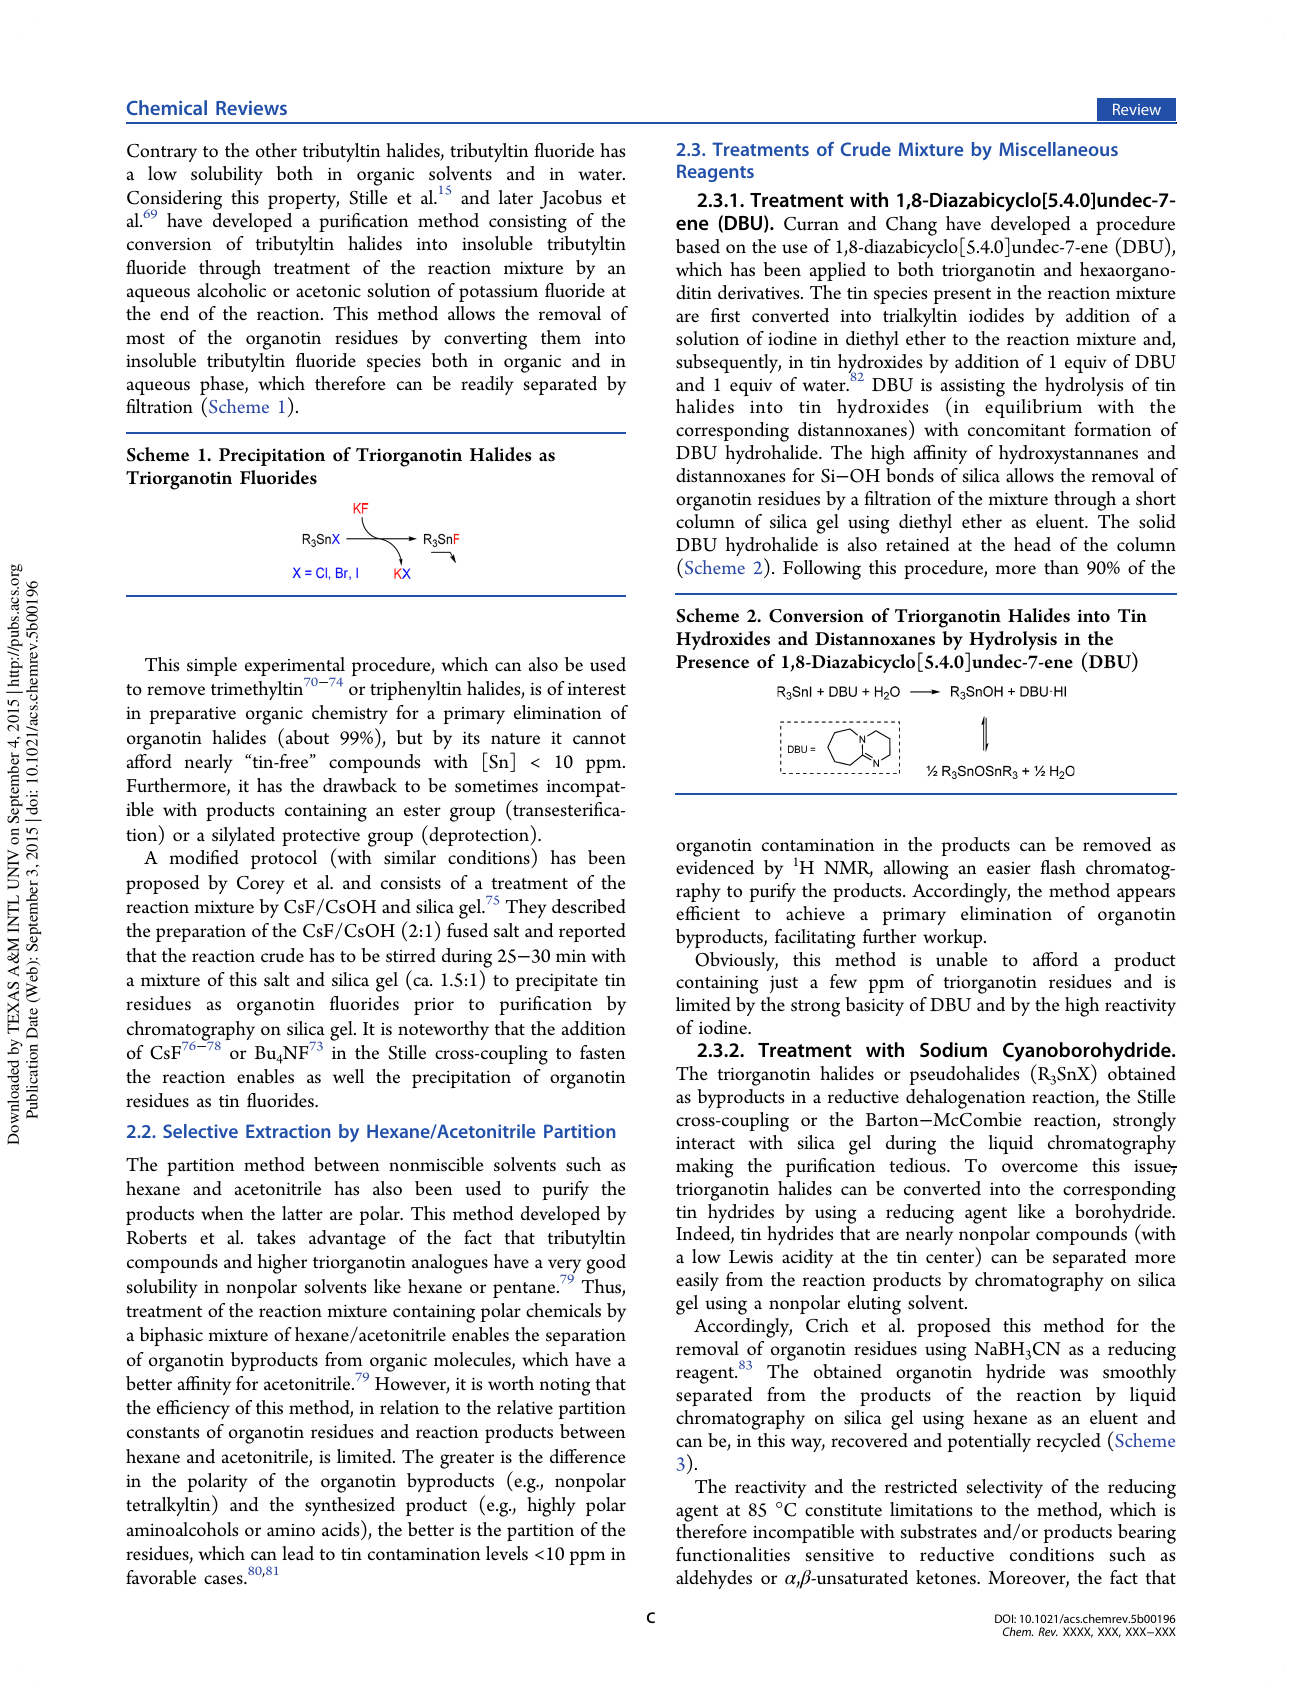 Chemical Reviews
Review
Contrary to the other tributyltin halides, tributyltin fluoride has
a low solubility both in organic solvents and in water.
Considering this property, Stille et al.15 and later Jacobus et
al.69 have developed a purification method consisting of the
conversion of tributyltin halides into insoluble tributyltin
fluoride through treatment of the reaction mixture by an
aqueous alcoholic or acetonic solution of potassium fluoride at
the end of the reaction. This method allows the removal of
most of the organotin residues by converting them into
insoluble tributyltin fluoride species both in organic and in
aqueous phase, which therefore can be readily separated by
filtration (Scheme 1).
Scheme 1. Precipitation of Triorganotin Halides as
Triorganotin Fluorides
KF
R3SnX
R3SnF
X = Cl, Br, I
KX
This simple experimental procedure, which can also be used
to remove trimethyltin70−74 or triphenyltin halides, is of interest
in preparative organic chemistry for a primary elimination of
organotin halides (about 99%), but by its nature it cannot
afford nearly “tin-free” compounds with [Sn] < 10 ppm.
Furthermore, it has the drawback to be sometimes incompat-
ible with products containing an ester group (transesterifica-
tion) or a silylated protective group (deprotection).
A modified protocol (with similar conditions) has been
proposed by Corey et al. and consists of a treatment of the
reaction mixture by CsF/CsOH and silica gel.75 They described
the preparation of the CsF/CsOH (2:1) fused salt and reported
that the reaction crude has to be stirred during 25−30 min with
a mixture of this salt and silica gel (ca. 1.5:1) to precipitate tin
residues as organotin fluorides prior to purification by
chromatography on silica gel. It is noteworthy that the addition
of CsF76−78 or Bu4NF73 in the Stille cross-coupling to fasten
the reaction enables as well the precipitation of organotin
residues as tin fluorides.
2.2. Selective Extraction by Hexane/Acetonitrile Partition
The partition method between nonmiscible solvents such as
hexane and acetonitrile has also been used to purify the
products when the latter are polar. This method developed by
Roberts et al. takes advantage of the fact that tributyltin
compounds and higher triorganotin analogues have a very good
solubility in nonpolar solvents like hexane or pentane.79 Thus,
treatment of the reaction mixture containing polar chemicals by
a biphasic mixture of hexane/acetonitrile enables the separation
of organotin byproducts from organic molecules, which have a
better affinity for acetonitrile.79 However, it is worth noting that
the efficiency of this method, in relation to the relative partition
constants of organotin residues and reaction products between
hexane and acetonitrile, is limited. The greater is the difference
in the polarity of the organotin byproducts (e.g., nonpolar
tetralkyltin) and the synthesized product (e.g., highly polar
aminoalcohols or amino acids), the better is the partition of the
residues, which can lead to tin contamination levels <10 ppm in
favorable cases.80,81
2.3. Treatments of Crude Mixture by Miscellaneous
Reagents
2.3.1. Treatment with 1,8-Diazabicyclo[5.4.0]undec-7-
ene (DBU). Curran and Chang have developed a procedure
based on the use of 1,8-diazabicyclo[5.4.0]undec-7-ene (DBU),
which has been applied to both triorganotin and hexaorgano-
ditin derivatives. The tin species present in the reaction mixture
are first converted into trialkyltin iodides by addition of a
solution of iodine in diethyl ether to the reaction mixture and,
subsequently, in tin hydroxides by addition of 1 equiv of DBU
and 1 equiv of water.82 DBU is assisting the hydrolysis of tin
halides into tin hydroxides (in equilibrium with the
corresponding distannoxanes) with concomitant formation of
DBU hydrohalide. The high affinity of hydroxystannanes and
distannoxanes for Si−OH bonds of silica allows the removal of
organotin residues by a filtration of the mixture through a short
column of silica gel using diethyl ether as eluent. The solid
DBU hydrohalide is also retained at the head of the column
(Scheme 2). Following this procedure, more than 90% of the
Scheme 2. Conversion of Triorganotin Halides into Tin
Hydroxides and Distannoxanes by Hydrolysis in the
Presence of 1,8-Diazabicyclo[5.4.0]undec-7-ene (DBU)
R3SnI + DBU + H2O ⟶ R3SnOH + DBU·HI
DBU =
N
N
½ R3SnOSnR3 + ½ H2O
organotin contamination in the products can be removed as
evidenced by 1H NMR, allowing an easier flash chromatog-
raphy to purify the products. Accordingly, the method appears
efficient to achieve a primary elimination of organotin
byproducts, facilitating further workup.
Obviously, this method is unable to afford a product
containing just a few ppm of triorganotin residues and is
limited by the strong basicity of DBU and by the high reactivity
of iodine.
2.3.2. Treatment with Sodium Cyanoborohydride.
The triorganotin halides or pseudohalides (R3SnX) obtained
as byproducts in a reductive dehalogenation reaction, the Stille
cross-coupling or the Barton−McCombie reaction, strongly
interact with silica gel during the liquid chromatography
making the purification tedious. To overcome this issue,
triorganotin halides can be converted into the corresponding
tin hydrides by using a reducing agent like a borohydride.
Indeed, tin hydrides that are nearly nonpolar compounds (with
a low Lewis acidity at the tin center) can be separated more
easily from the reaction products by chromatography on silica
gel using a nonpolar eluting solvent.
Accordingly, Crich et al. proposed this method for the
removal of organotin residues using NaBH3CN as a reducing
reagent.83 The obtained organotin hydride was smoothly
separated from the products of the reaction by liquid
chromatography on silica gel using hexane as an eluent and
can be, in this way, recovered and potentially recycled (Scheme
3).
The reactivity and the restricted selectivity of the reducing
agent at 85 °C constitute limitations to the method, which is
therefore incompatible with substrates and/or products bearing
functionalities sensitive to reductive conditions such as
aldehydes or α,β-unsaturated ketones. Moreover, the fact that
C
DOI: 10.1021/acs.chemrev.5b00196
Chem. Rev. XXXX, XXX, XXX−XXX
Downloaded by TEXAS A&M INTL UNIV on September 4, 2015 | http://pubs.acs.org
Publication Date (Web): September 3, 2015 | doi: 10.1021/acs.chemrev.5b00196